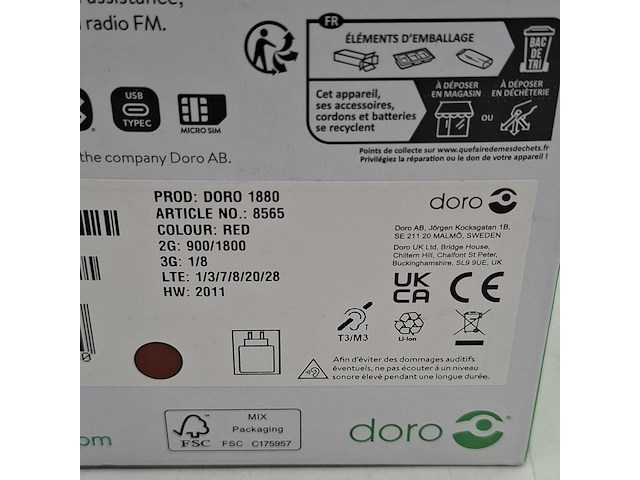 radio FM.
FR
ÉLÉMENTS D'EMBALLAGE
BAC DE TRI
Cet appareil,
ses accessoires,
cordons et batteries
se recyclent
À DÉPOSER
EN MAGASIN
OU
À DÉPOSER
EN DÉCHÈTERIE
Points de collecte sur www.quefairedemesdechets.fr
Privilégiez la réparation ou le don de votre appareil !
USB
TYPEC
MICRO SIM
the company Doro AB.
PROD: DORO 1880
ARTICLE NO.: 8565
COLOUR: RED
2G: 900/1800
3G: 1/8
LTE: 1/3/7/8/20/28
HW: 2011
doro
Doro AB, Jörgen Kocksgatan 1B,
SE 211 20 MALMÖ, SWEDEN
Doro UK Ltd, Bridge House,
Chiltern Hill, Chalfont St Peter,
Buckinghamshire, SL9 9UE, UK
UK
CA
CE
T
T3/M3
Li-Ion
Afin d'éviter des dommages auditifs
éventuels, ne pas écouter à un niveau
sonore élevé pendant une longue durée.
FSC
MIX
Packaging
FSC C175957
doro